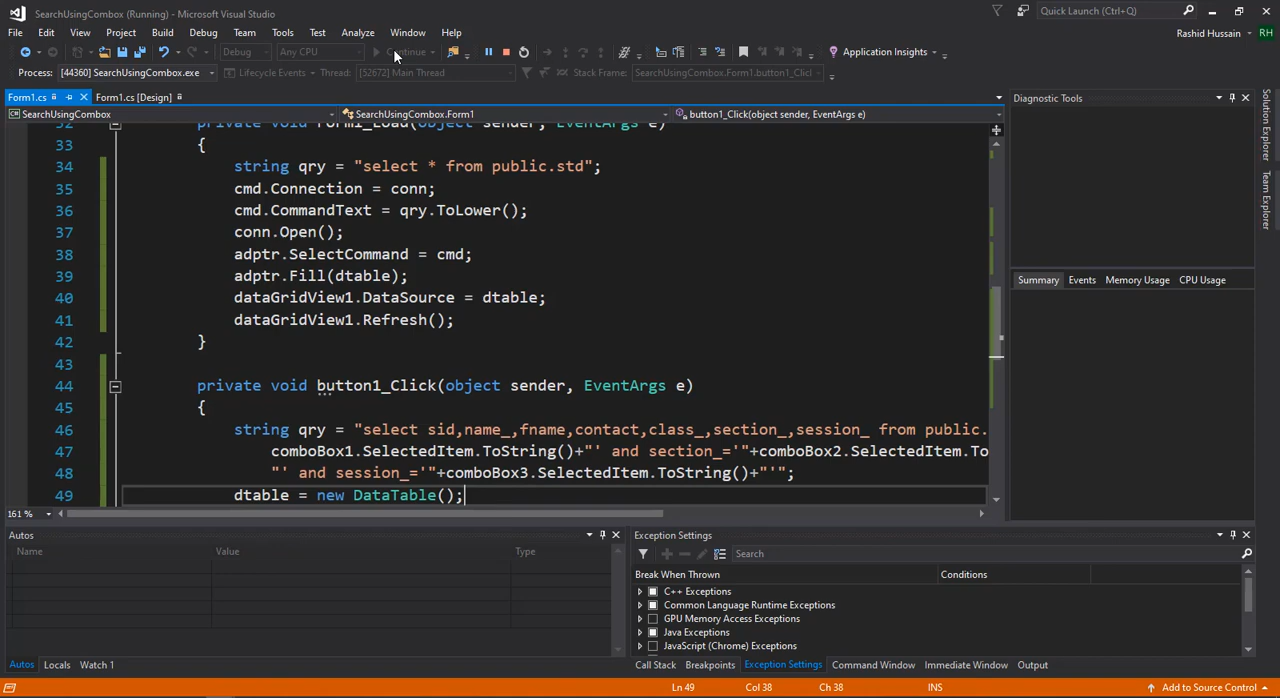 SearchUsingCombox (Running) - Microsoft Visual Studio
Quick Launch (Ctrl+Q)
File Edit View Project Build Debug Team Tools Test Analyze Window Help
Rashid Hussain RH
Debug Any CPU Continue Application Insights
Process: [44360] SearchUsingCombox.exe Lifecycle Events Thread: [52672] Main Thread Stack Frame: SearchUsingCombox.Form1.button1_Clicl
Form1.cs Form1.cs [Design] Diagnostic Tools
SearchUsingCombox SearchUsingCombox.Form1 button1_Click(object sender, EventArgs e)
32 private void Form1_Load(object sender, EventArgs e)
33 {
34 string qry = "select * from public.std";
35 cmd.Connection = conn;
36 cmd.CommandText = qry.ToLower();
37 conn.Open();
38 adptr.SelectCommand = cmd;
39 adptr.Fill(dtable);
40 dataGridView1.DataSource = dtable;
41 dataGridView1.Refresh();
42 }
43
44 private void button1_Click(object sender, EventArgs e)
45 {
46 string qry = "select sid,name_,fname,contact,class_,section_,session_ from public.
47 comboBox1.SelectedItem.ToString()+"' and section_='"+comboBox2.SelectedItem.To
48 "' and session_='"+comboBox3.SelectedItem.ToString()+"'";
49 dtable = new DataTable();
161 %
Summary Events Memory Usage CPU Usage
Solution Explorer
Team Explorer
Autos
Name Value Type
Autos Locals Watch 1
Exception Settings
Search
Break When Thrown Conditions
C++ Exceptions
Common Language Runtime Exceptions
GPU Memory Access Exceptions
Java Exceptions
JavaScript (Chrome) Exceptions
Call Stack Breakpoints Exception Settings Command Window Immediate Window Output
Ln 49 Col 38 Ch 38 INS Add to Source Control